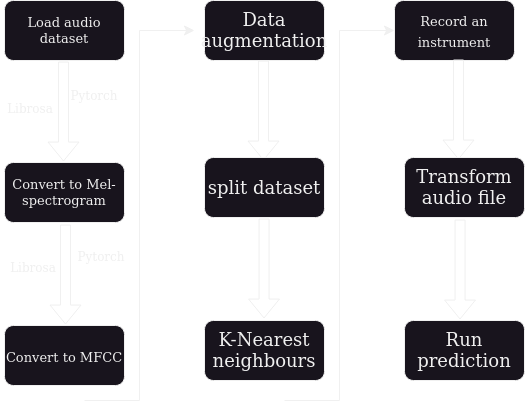 Load audio
dataset
Librosa
Pytorch
Convert to Mel-
spectrogram
Librosa
Pytorch
Convert to MFCC
Data
augmentation
split dataset
K-Nearest
neighbours
Record an
instrument
Transform
audio file
Run
prediction